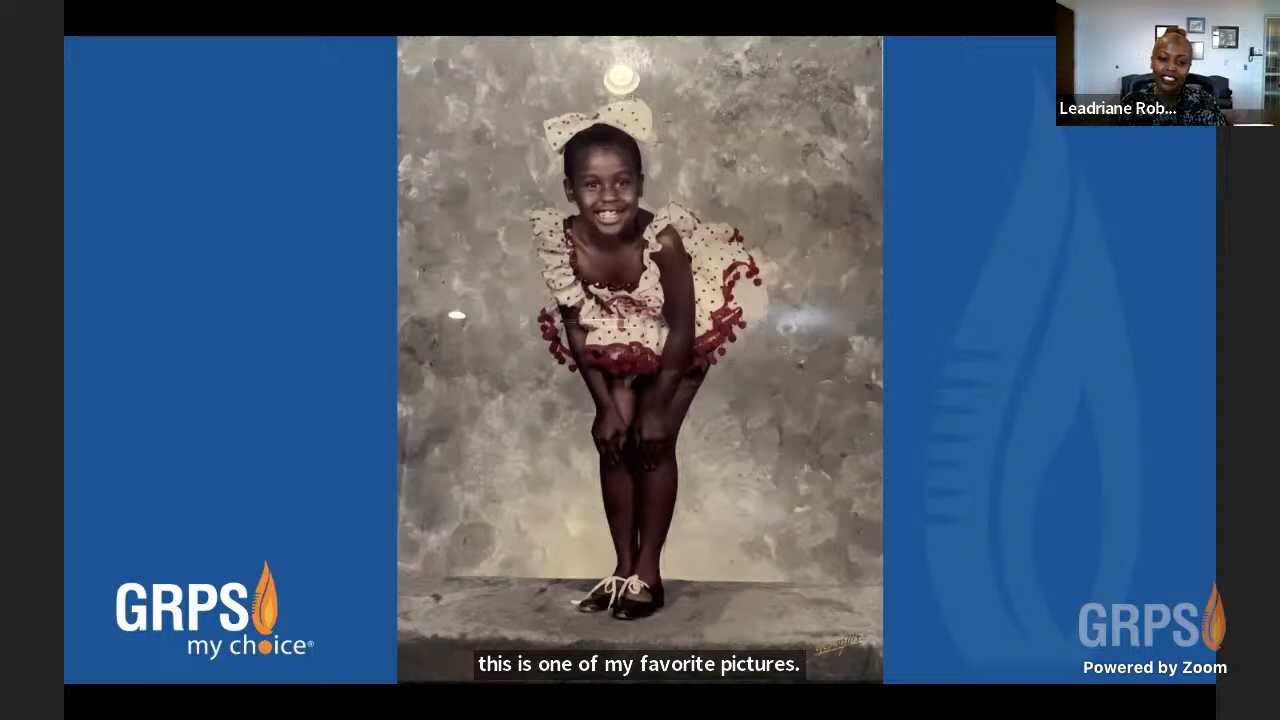 Leadriane Rob...
GRPS
my choice®
this is one of my favorite pictures.
GRPS
Powered by Zoom